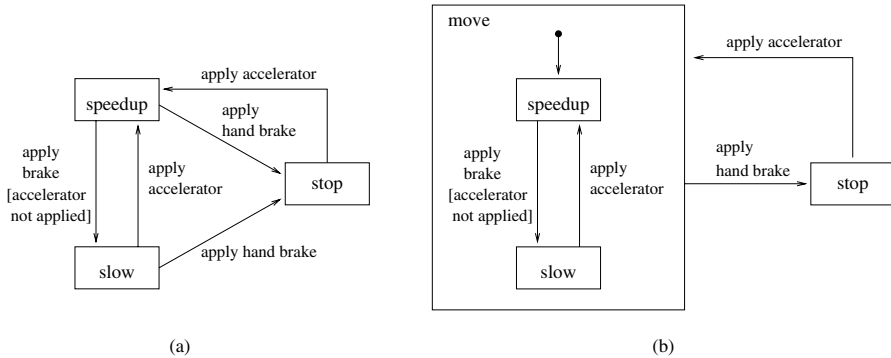 apply accelerator
speedup
apply
hand brake
apply
brake
[accelerator
not applied]
apply
accelerator
stop
slow
apply hand brake
(a)
move
apply accelerator
speedup
apply
brake
[accelerator
not applied]
apply
accelerator
apply
hand brake
stop
slow
(b)